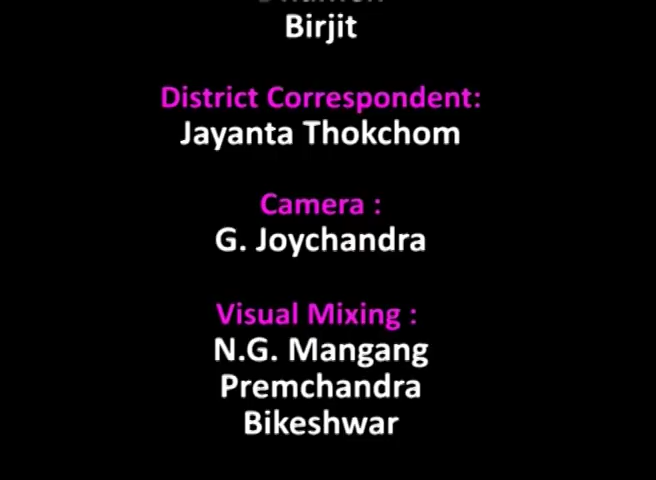 Birjit
District Correspondent:
Jayanta Thokchom
Camera :
G. Joychandra
Visual Mixing :
N.G. Mangang
Premchandra
Bikeshwar